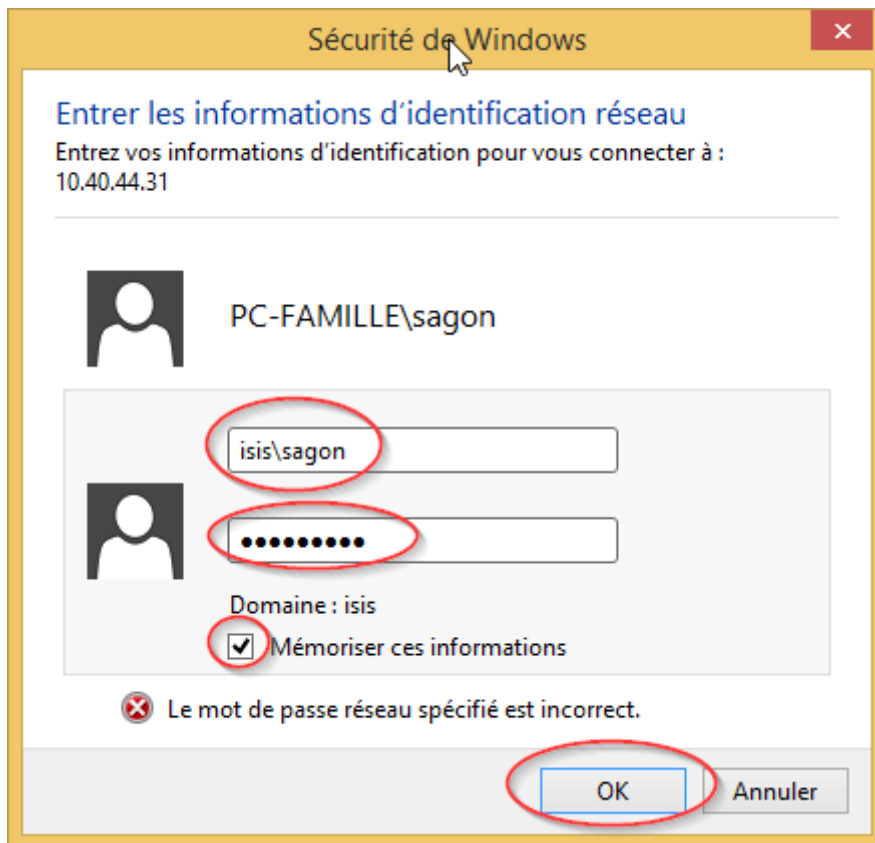 Sécurité de Windows
Entrer les informations d’identification réseau
Entrez vos informations d’identification pour vous connecter à :
10.40.44.31
PC-FAMILLE\sagon
isis\sagon
●●●●●●●●●
Domaine : isis
Mémoriser ces informations
Le mot de passe réseau spécifié est incorrect.
OK
Annuler